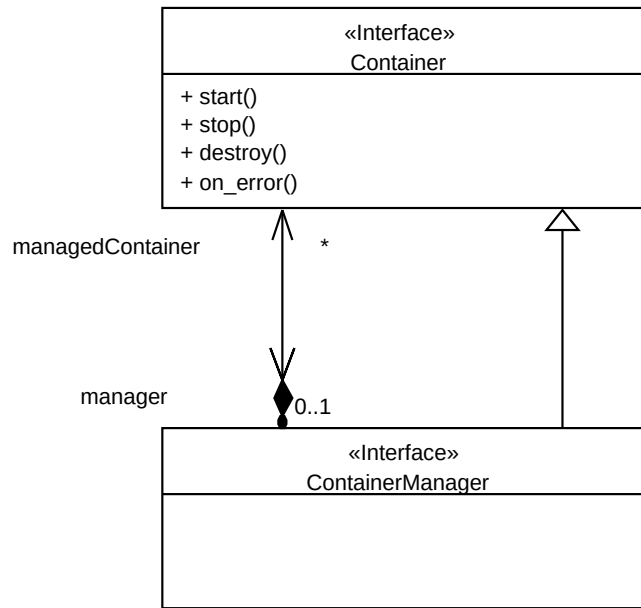 «Interface»
Container
+ start()
+ stop()
+ destroy()
+ on_error()
managedContainer
*
manager
0..1
«Interface»
ContainerManager